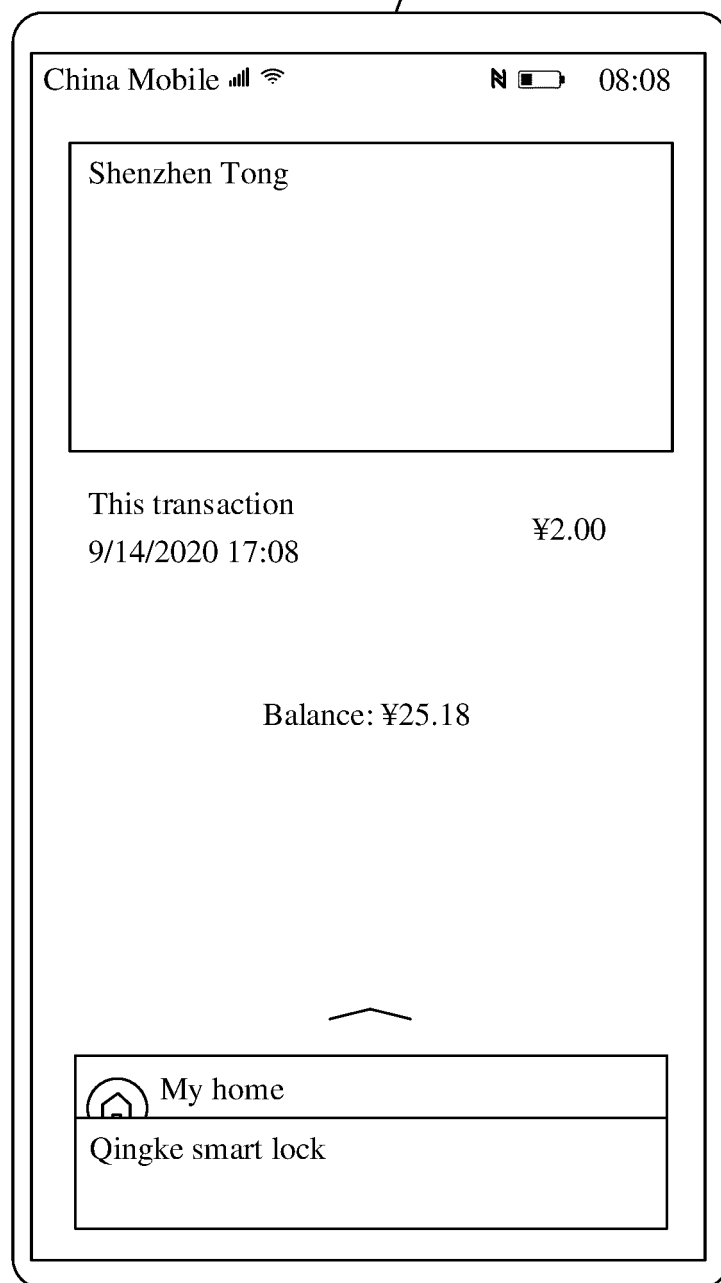 China Mobile 08:08
Shenzhen Tong
This transaction
¥2.00
9/14/2020 17:08
Balance: ¥25.18
My home
Qingke smart lock